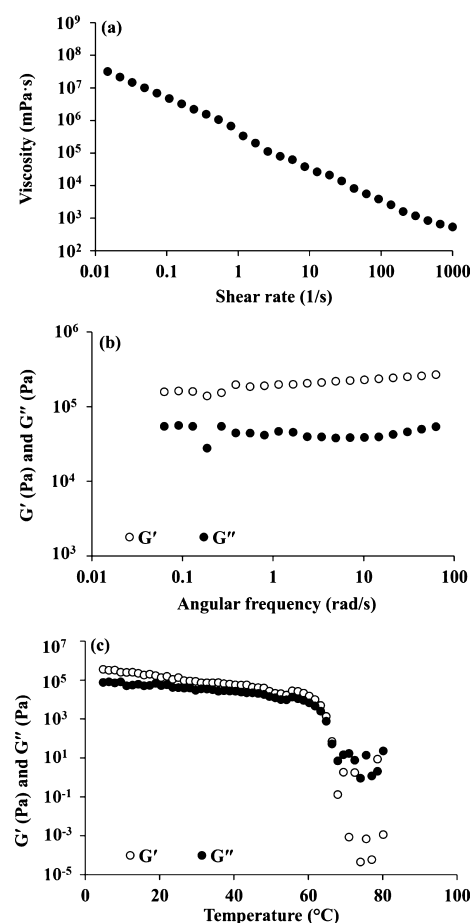 (a)
10⁹
10⁸
10⁷
10⁶
10⁵
10⁴
10³
10²
Viscosity (mPa·s)
0.01 0.1 1 10 100 1000
Shear rate (1/s)
(b)
10⁶
10⁵
10⁴
10³
G′ (Pa) and G″ (Pa)
G′ G″
0.01 0.1 1 10 100
Angular frequency (rad/s)
(c)
10⁷
10⁵
10³
10¹
10⁻¹
10⁻³
10⁻⁵
G′ (Pa) and G″ (Pa)
G′ G″
0 20 40 60 80 100
Temperature (°C)